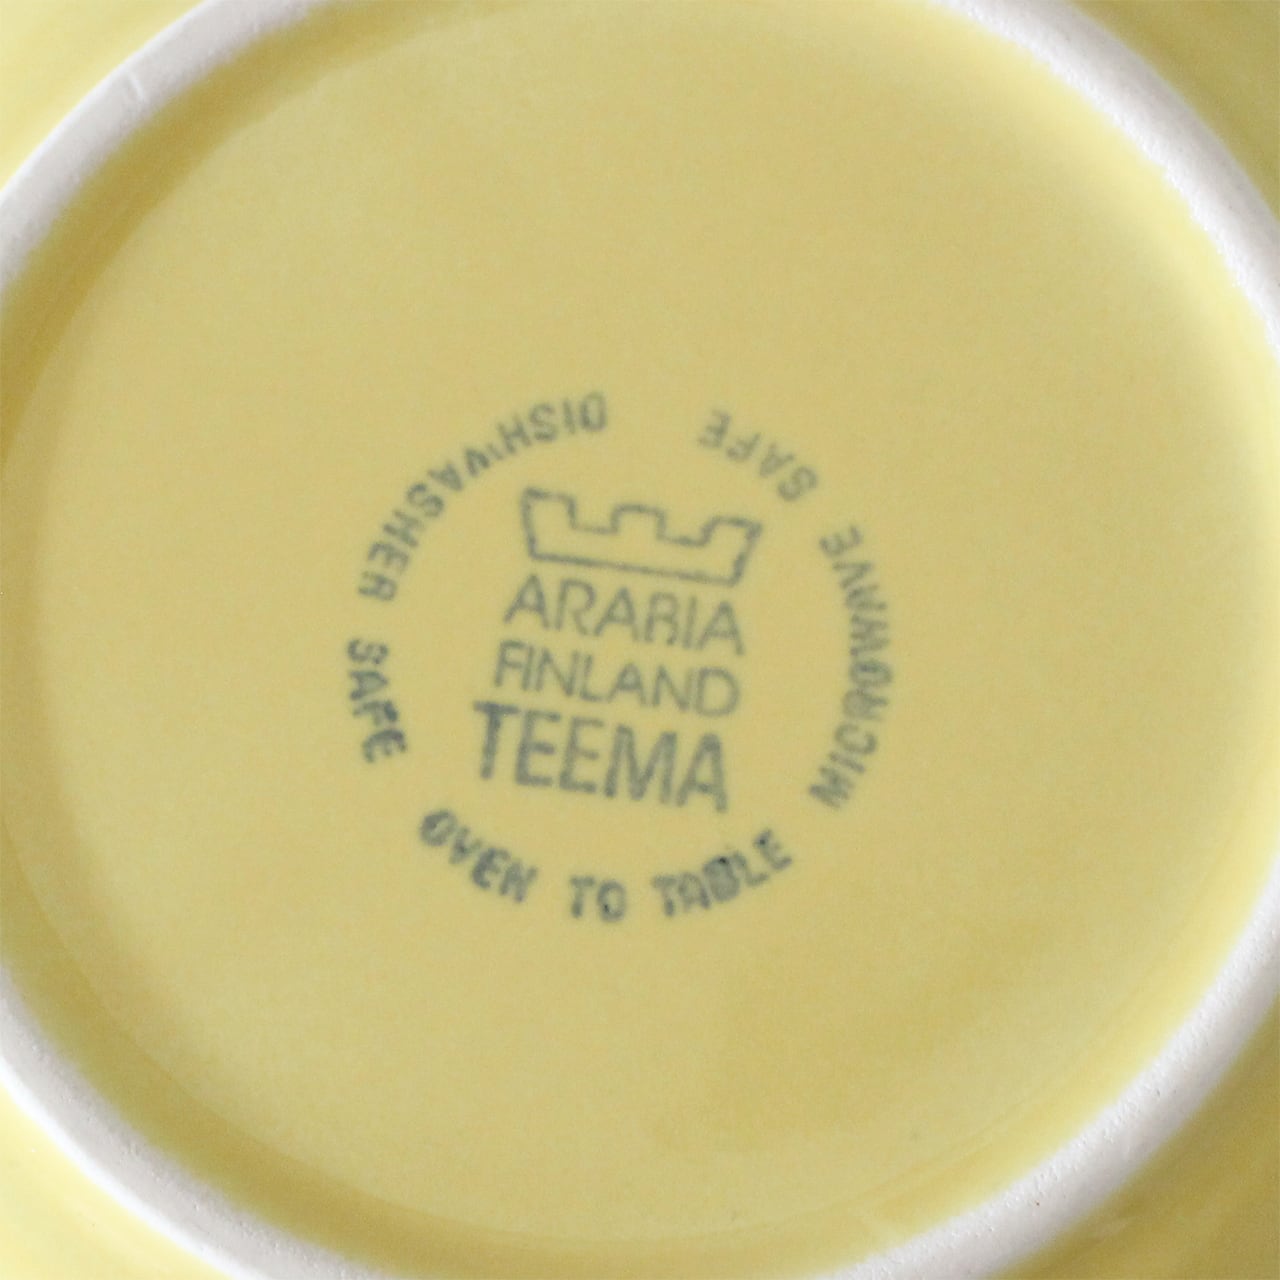 ARABIA
FINLAND
TEEMA
DISHWASHER SAFE
OVEN TO TABLE
MICROWAVE SAFE